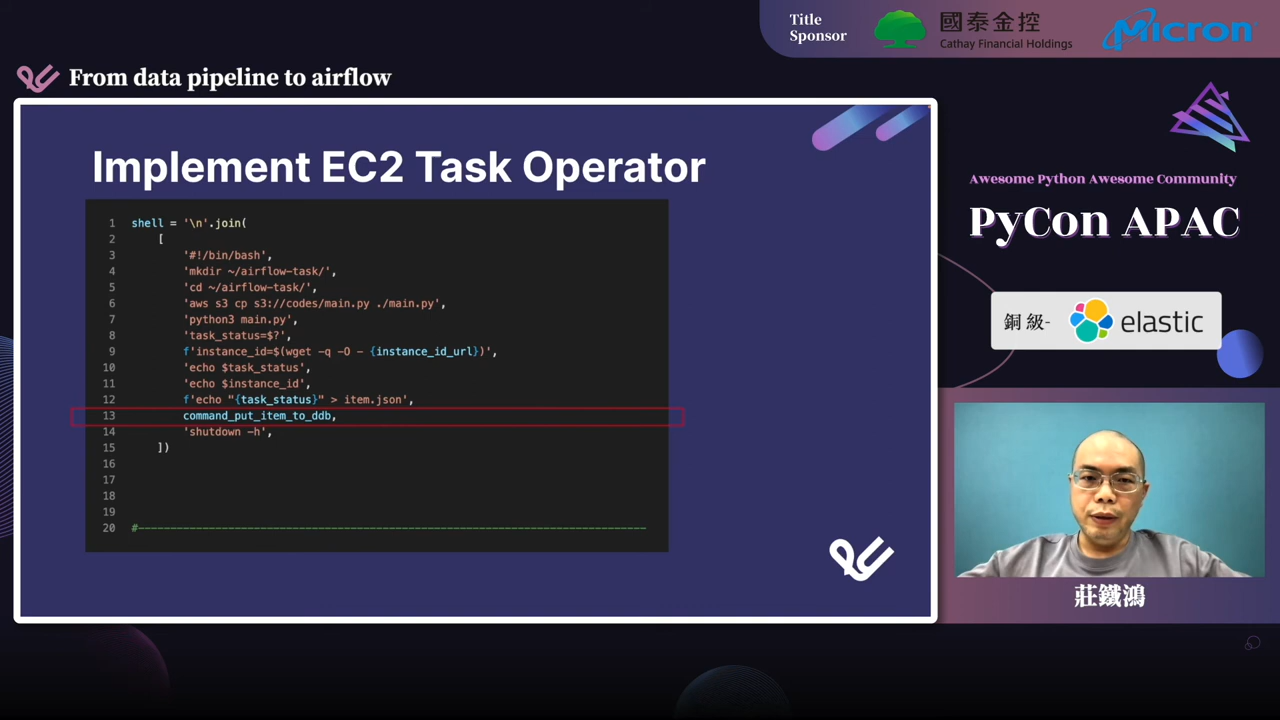 Title
Sponsor
國泰金控
Cathay Financial Holdings
Micron
From data pipeline to airflow
Implement EC2 Task Operator
1 shell = '\n'.join(
2 [
3 '#!/bin/bash',
4 'mkdir ~/airflow-task/',
5 'cd ~/airflow-task/',
6 'aws s3 cp s3://codes/main.py ./main.py',
7 'python3 main.py',
8 'task_status=$?',
9 f'instance_id=$(wget -q -O - {instance_id_url})',
10 'echo $task_status',
11 'echo $instance_id',
12 f'echo "{task_status}" > item.json',
13 command_put_item_to_ddb,
14 'shutdown -h',
15 ])
16
17
18
19
20 #-------------------------------------------------------------------------------
Awesome Python Awesome Community
PyCon APAC
銅級- elastic
莊鐵鴻